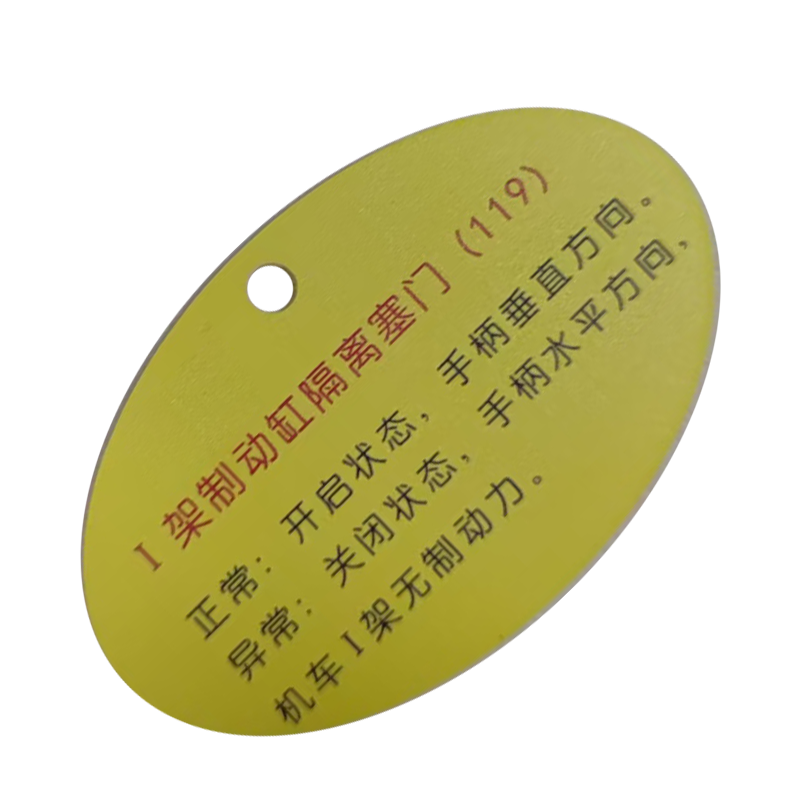 I 架制动缸隔离塞门（119）
正常：开启状态，手柄垂直方向。
异常：关闭状态，手柄水平方向，
机车 I 架无制动力。